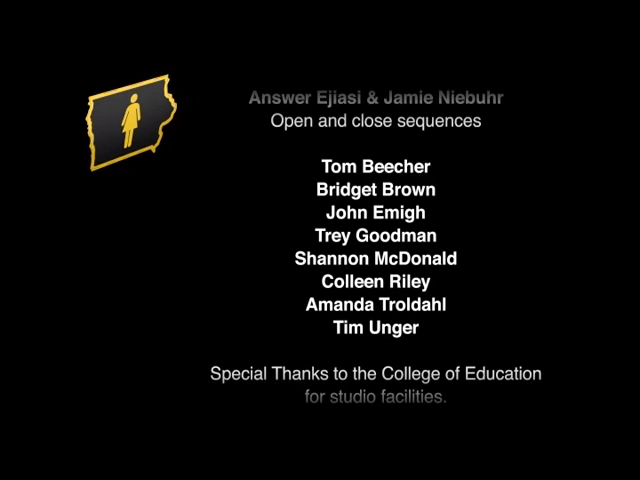 Answer Ejiasi & Jamie Niebuhr
Open and close sequences
Tom Beecher
Bridget Brown
John Emigh
Trey Goodman
Shannon McDonald
Colleen Riley
Amanda Troldahl
Tim Unger
Special Thanks to the College of Education
for studio facilities.